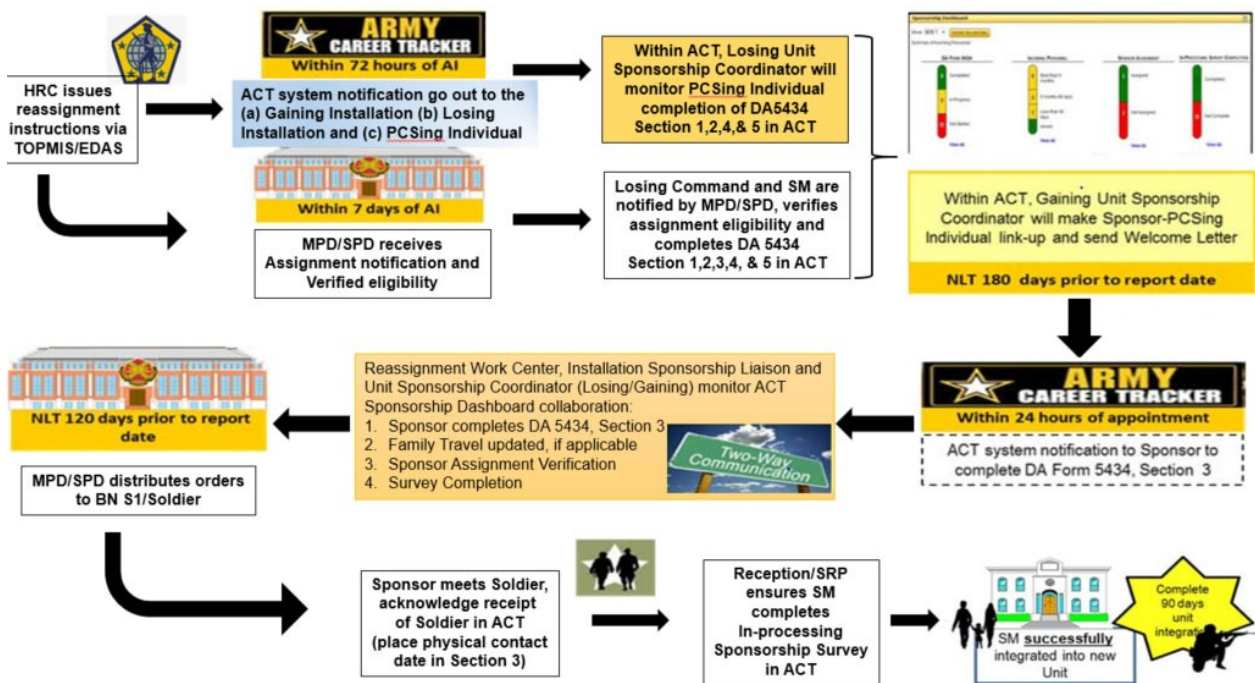 HRC issues
reassignment
instructions via
TOPMIS/EDAS
ARMY
CAREER TRACKER
Within 72 hours of AI
ACT system notification go out to the
(a) Gaining Installation (b) Losing
Installation and (c) PCSing Individual
Within 7 days of AI
MPD/SPD receives
Assignment notification and
Verified eligibility
Within ACT, Losing Unit
Sponsorship Coordinator will
monitor PCSing Individual
completion of DA5434
Section 1,2,4,& 5 in ACT
Losing Command and SM are
notified by MPD/SPD, verifies
assignment eligibility and
completes DA 5434
Section 1,2,3,4, & 5 in ACT
Sponsorship Dashboard
Completed
In Progress
Not Started
Within ACT, Gaining Unit Sponsorship
Coordinator will make Sponsor-PCSing
Individual link-up and send Welcome Letter
NLT 180 days prior to report date
ARMY
CAREER TRACKER
Within 24 hours of appointment
ACT system notification to Sponsor to
complete DA Form 5434, Section 3
Reassignment Work Center, Installation Sponsorship Liaison and
Unit Sponsorship Coordinator (Losing/Gaining) monitor ACT
Sponsorship Dashboard collaboration:
1. Sponsor completes DA 5434, Section 3
2. Family Travel updated, if applicable
3. Sponsor Assignment Verification
4. Survey Completion
Two-Way
Communication
NLT 120 days prior to report
date
MPD/SPD distributes orders
to BN S1/Soldier
Sponsor meets Soldier,
acknowledge receipt
of Soldier in ACT
(place physical contact
date in Section 3)
Reception/SRP
ensures SM
completes
In-processing
Sponsorship Survey
in ACT
SM successfully
integrated into new
Unit
Complete
90 days
unit
integration